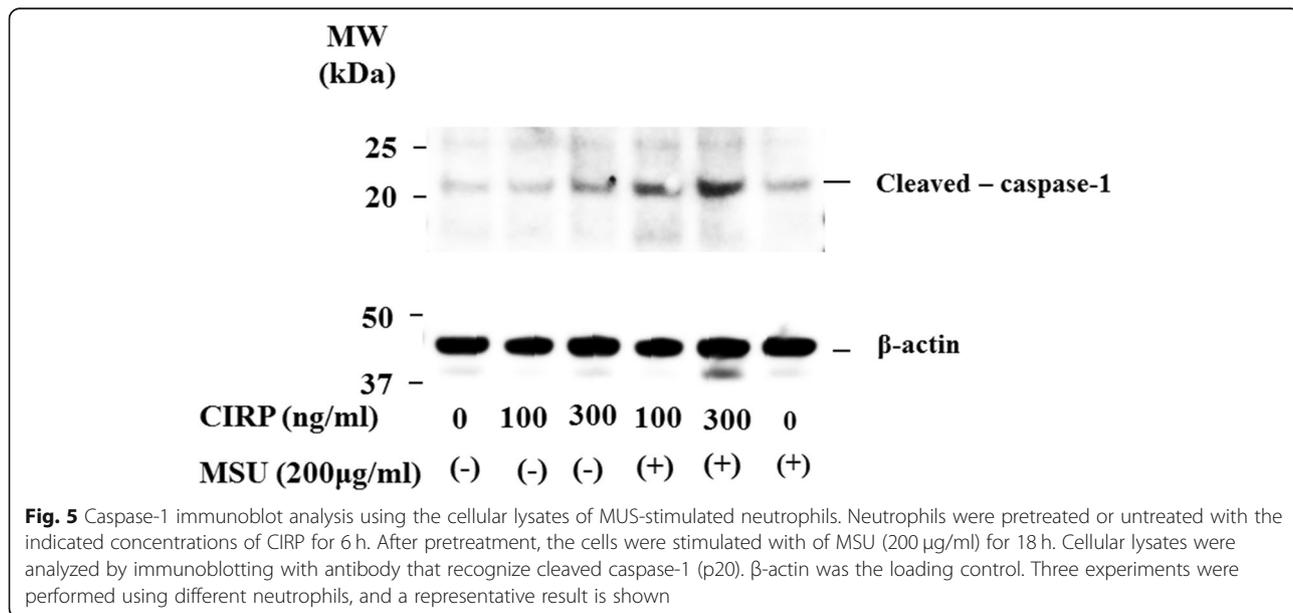 MW
(kDa)
25 –
20 –
— Cleaved – caspase-1
50 –
– β-actin
37 –
CIRP (ng/ml) 0 100 300 100 300 0
MSU (200µg/ml) (-) (-) (-) (+) (+) (+)
Fig. 5 Caspase-1 immunoblot analysis using the cellular lysates of MUS-stimulated neutrophils. Neutrophils were pretreated or untreated with the
indicated concentrations of CIRP for 6 h. After pretreatment, the cells were stimulated with of MSU (200 µg/ml) for 18 h. Cellular lysates were
analyzed by immunoblotting with antibody that recognize cleaved caspase-1 (p20). β-actin was the loading control. Three experiments were
performed using different neutrophils, and a representative result is shown